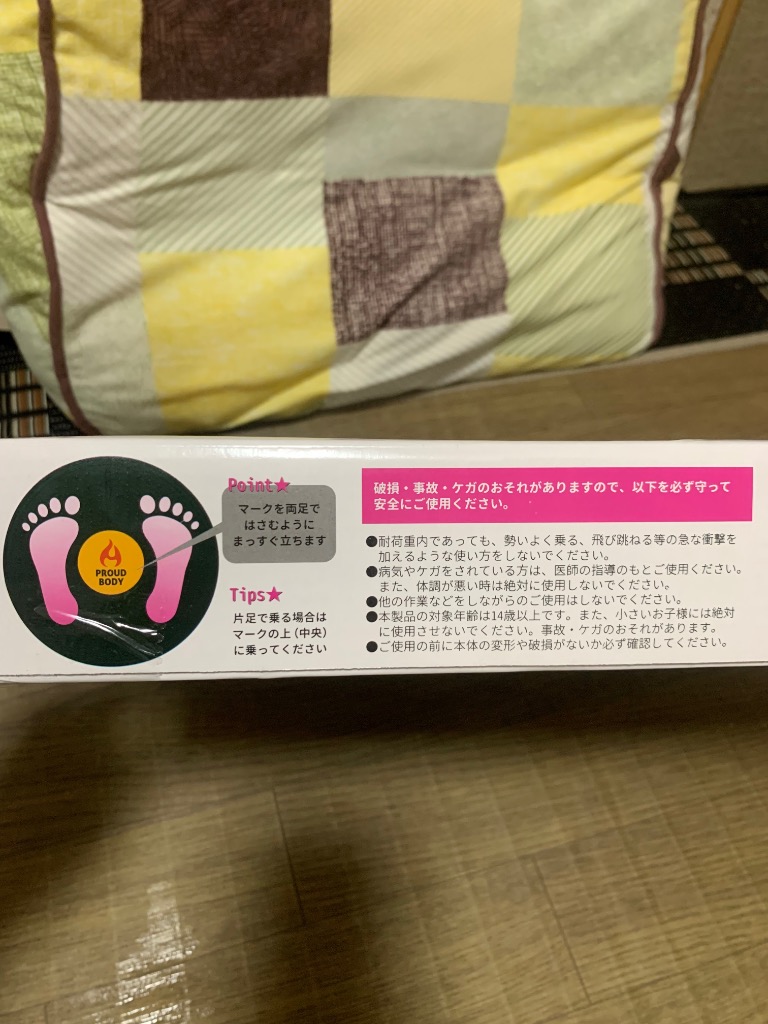 PROUD
BODY
Point★
マークを両足で
はさむように
まっすぐ立ちます
Tips★
片足で乗る場合は
マークの上（中央）
に乗ってください
破損・事故・ケガのおそれがありますので、以下を必ず守って
安全にご使用ください。
●耐荷重内であっても、勢いよく乗る、飛び跳ねる等の急な衝撃を
加えるような使い方をしないでください。
●病気やケガをされている方は、医師の指導のもとご使用ください。
また、体調が悪い時は絶対に使用しないでください。
●他の作業などをしながらのご使用はしないでください。
●本製品の対象年齢は14歳以上です。また、小さいお子様には絶対
に使用させないでください。事故・ケガのおそれがあります。
●ご使用の前に本体の変形や破損がないか必ず確認してください。